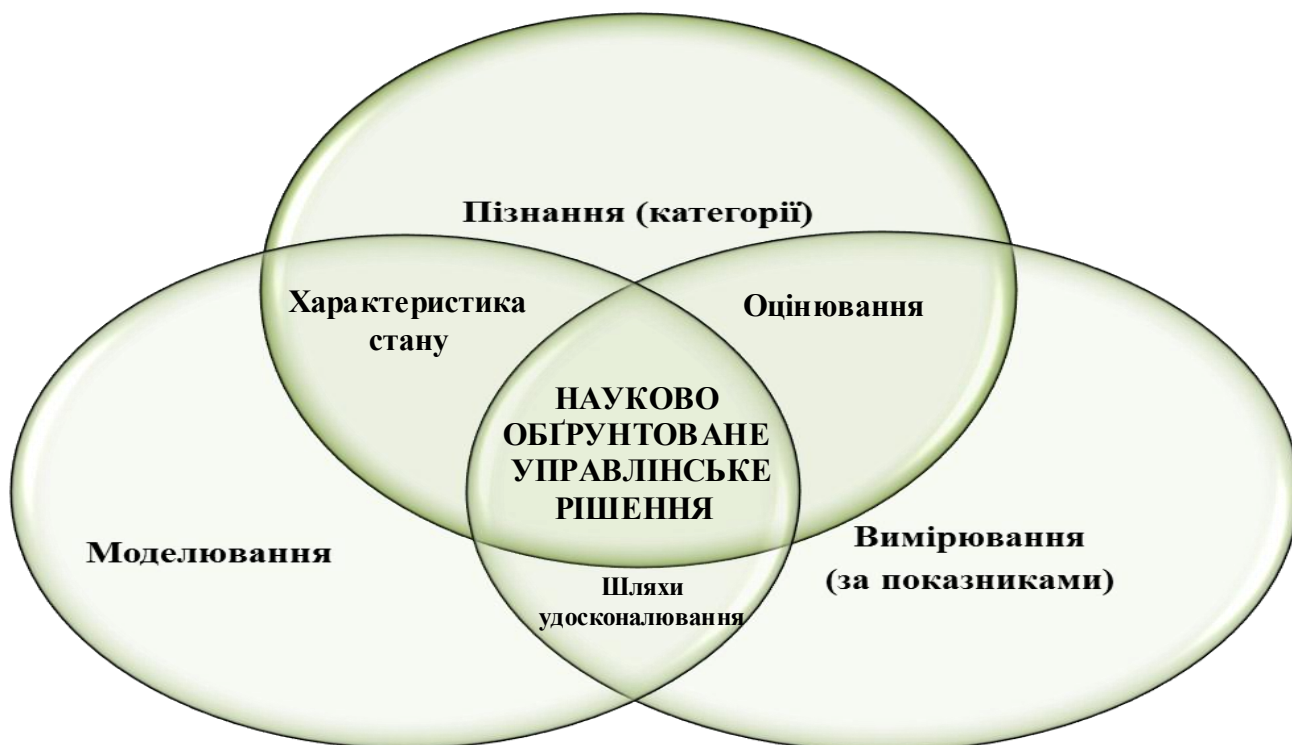 Пізнання (категорії)
Характеристика
стану
Оцінювання
НАУКОВО
ОБҐРУНТОВАНЕ
УПРАВЛІНСЬКЕ
РІШЕННЯ
Моделювання
Вимірювання
(за показниками)
Шляхи
удосконалювання